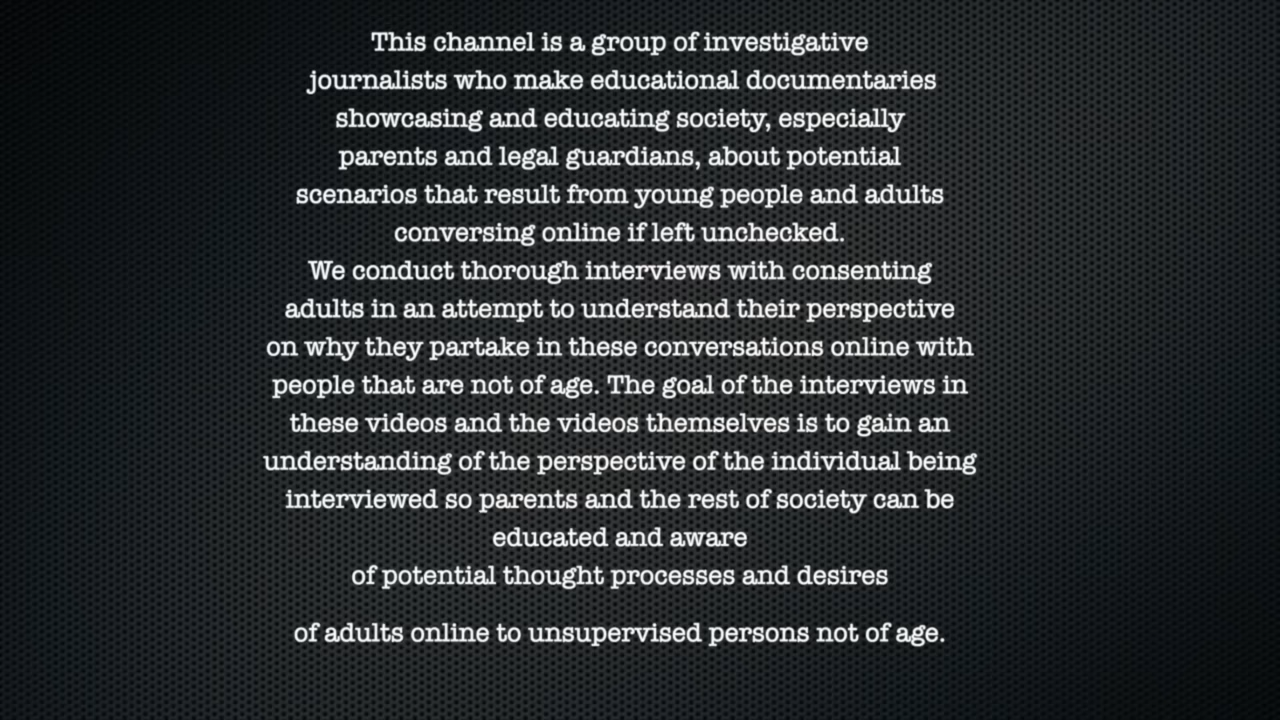 This channel is a group of investigative
journalists who make educational documentaries
showcasing and educating society, especially
parents and legal guardians, about potential
scenarios that result from young people and adults
conversing online if left unchecked.
We conduct thorough interviews with consenting
adults in an attempt to understand their perspective
on why they partake in these conversations online with
people that are not of age. The goal of the interviews in
these videos and the videos themselves is to gain an
understanding of the perspective of the individual being
interviewed so parents and the rest of society can be
educated and aware
of potential thought processes and desires
of adults online to unsupervised persons not of age.